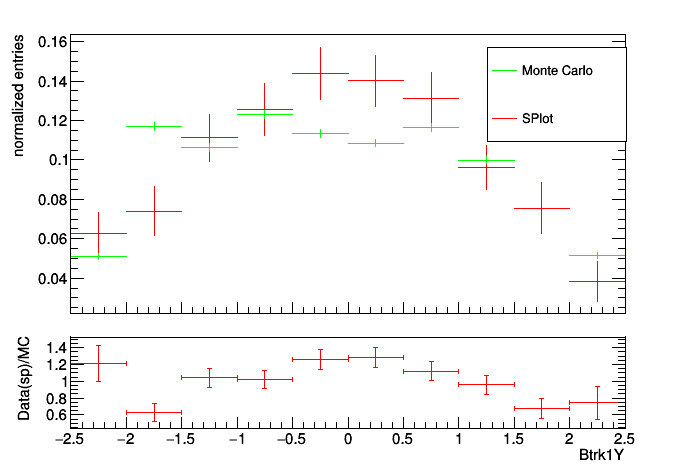 normalized entries
0.16
0.14
0.12
0.1
0.08
0.06
0.04
Monte Carlo
SPlot
Data(sp)/MC
1.4
1.2
1
0.8
0.6
−2.5 −2 −1.5 −1 −0.5 0 0.5 1 1.5 2 2.5
Btrk1Y